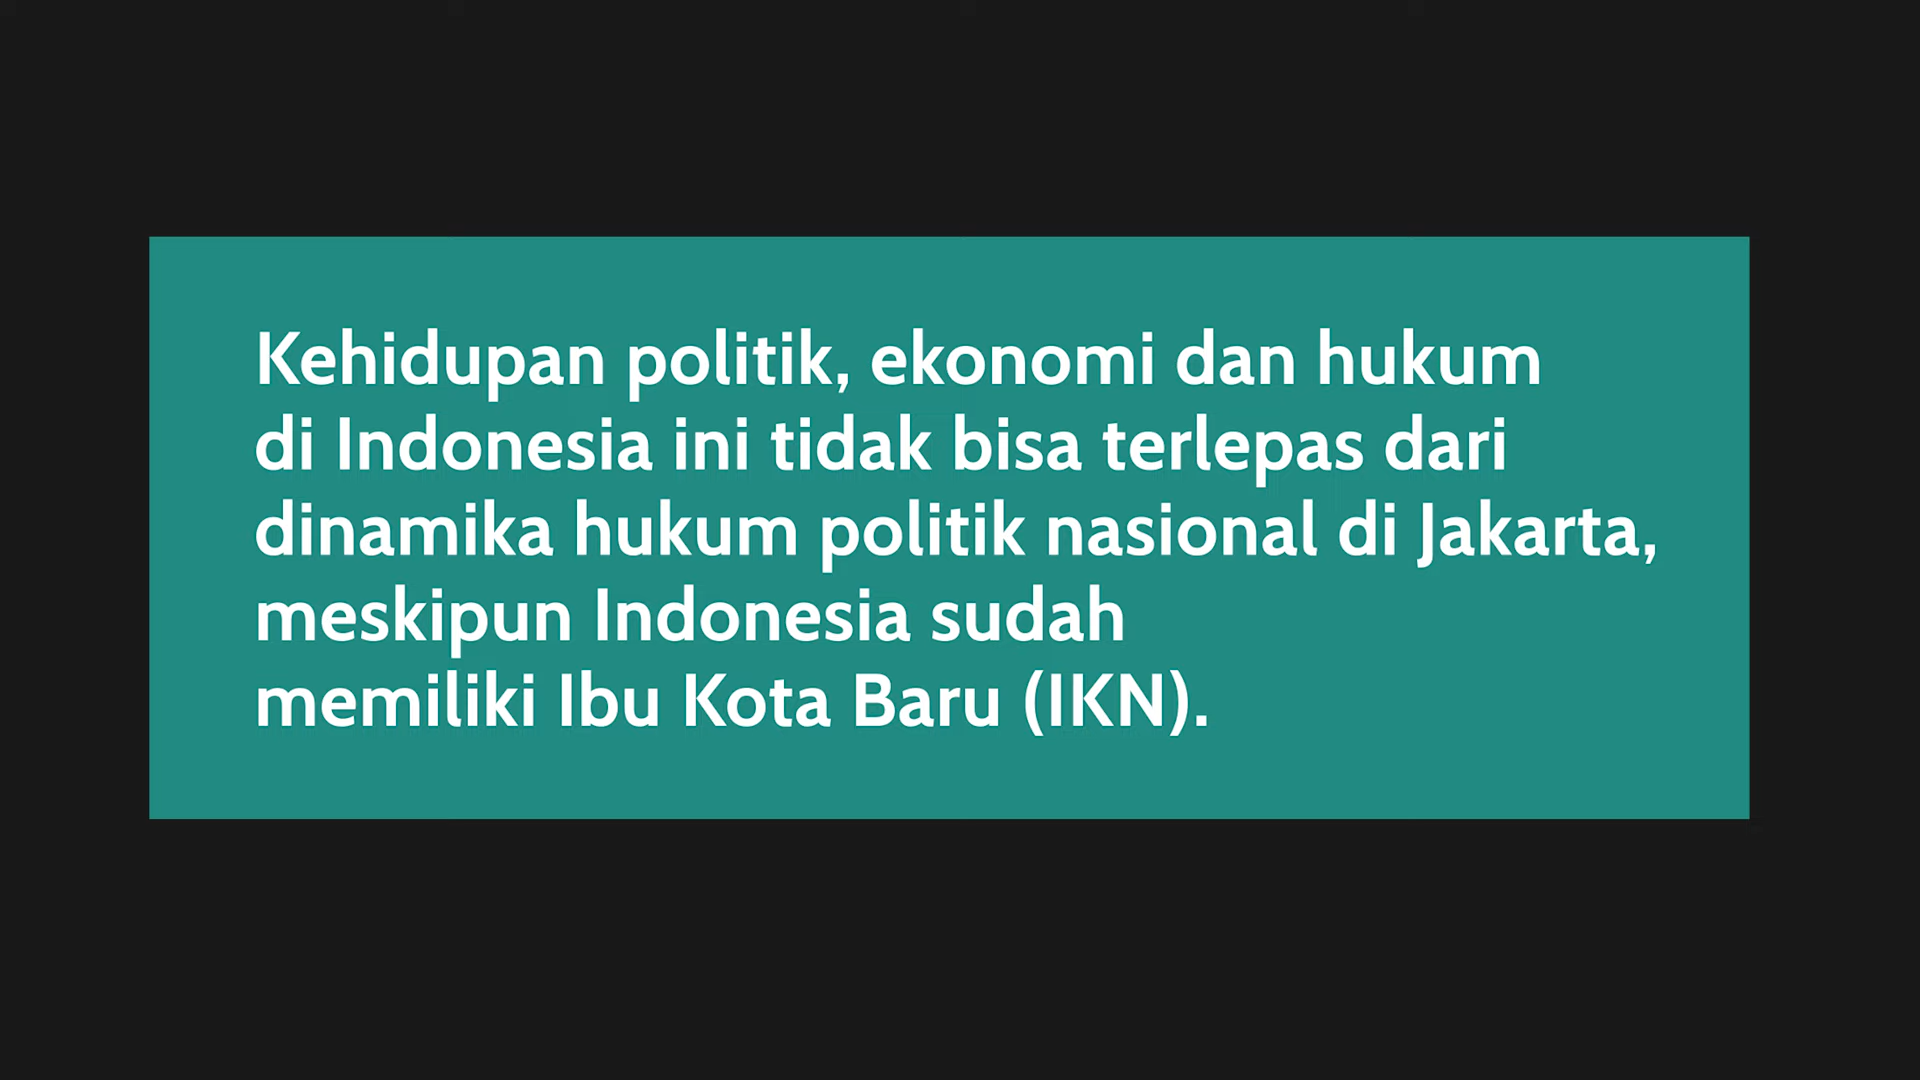 Kehidupan politik, ekonomi dan hukum
di Indonesia ini tidak bisa terlepas dari
dinamika hukum politik nasional di Jakarta,
meskipun Indonesia sudah
memiliki Ibu Kota Baru (IKN).